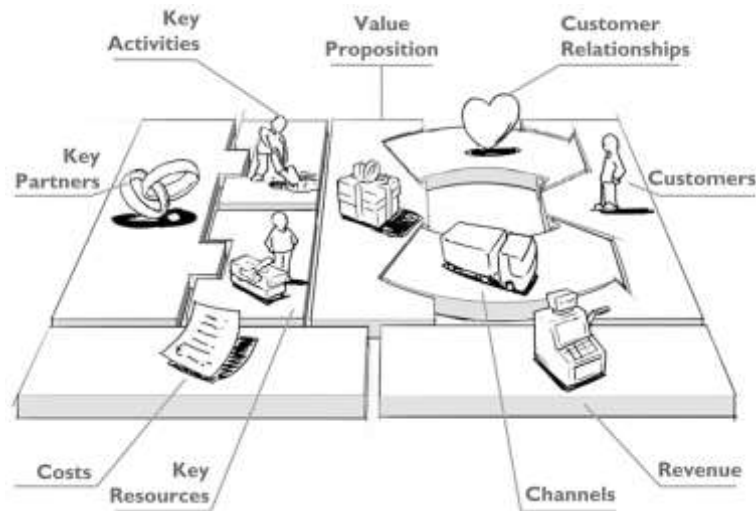 Key
Activities
Value
Proposition
Customer
Relationships
Key
Partners
Customers
Costs
Key
Resources
Channels
Revenue